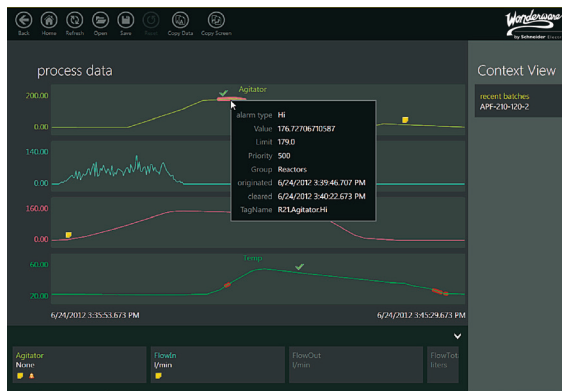 Back Home Refresh Open Save Copy Data Copy Screen
Wonderware
by Schneider Electric
process data
Context View
recent batches
APF-210-120-2
200.00
Agitator
0.00
140.00
0.00
160.00
0.00
60.00
Temp
20.00
alarm type Hi
Value 176.72706710587
Limit 179.0
Priority 500
Group Reactors
originated 6/24/2012 3:39:46.707 PM
cleared 6/24/2012 3:40:22.673 PM
TagName R21.Agitator.Hi
6/24/2012 3:35:53.673 PM
6/24/2012 3:45:29.673 PM
Agitator
None
FlowIn
l/min
FlowOut
l/min
FlowTot
liters